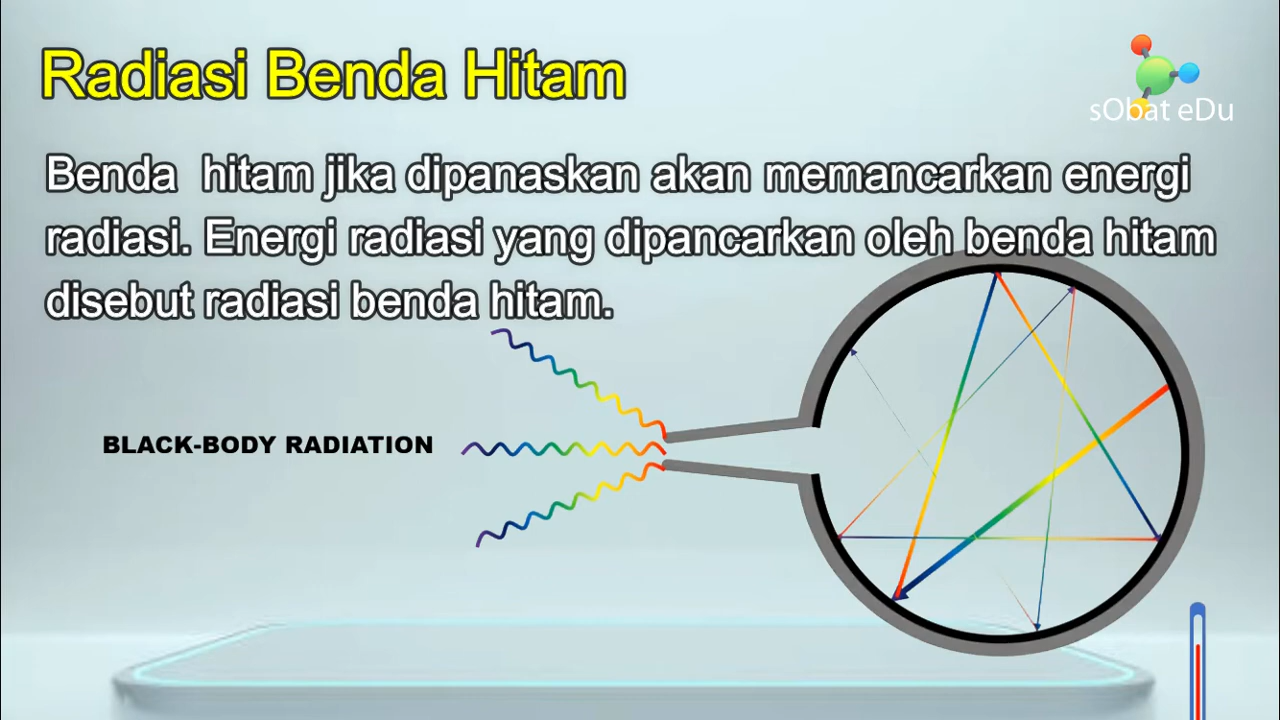 Radiasi Benda Hitam
sObat eDu
Benda hitam jika dipanaskan akan memancarkan energi
radiasi. Energi radiasi yang dipancarkan oleh benda hitam
disebut radiasi benda hitam.
BLACK-BODY RADIATION